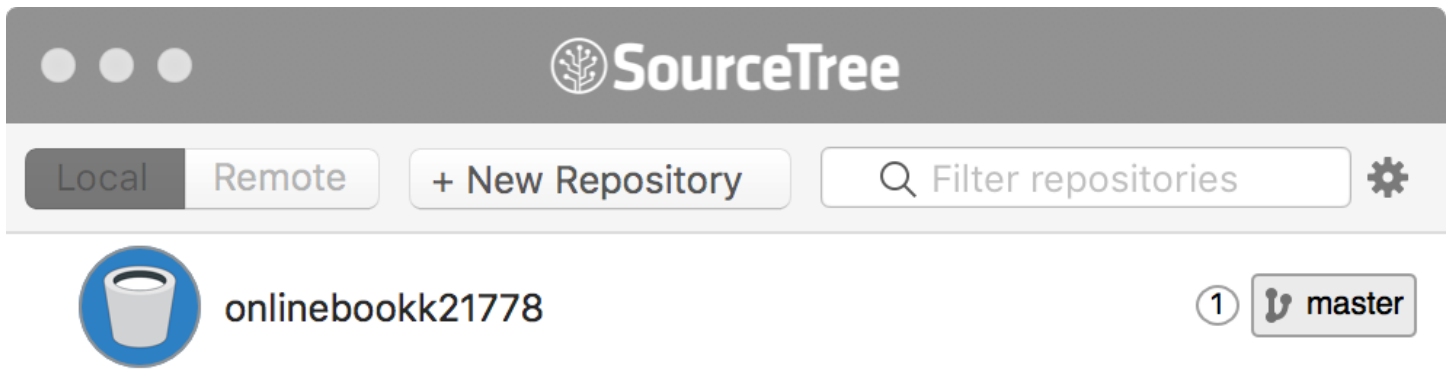 SourceTree
Local Remote + New Repository Filter repositories
onlinebookk21778 1 master